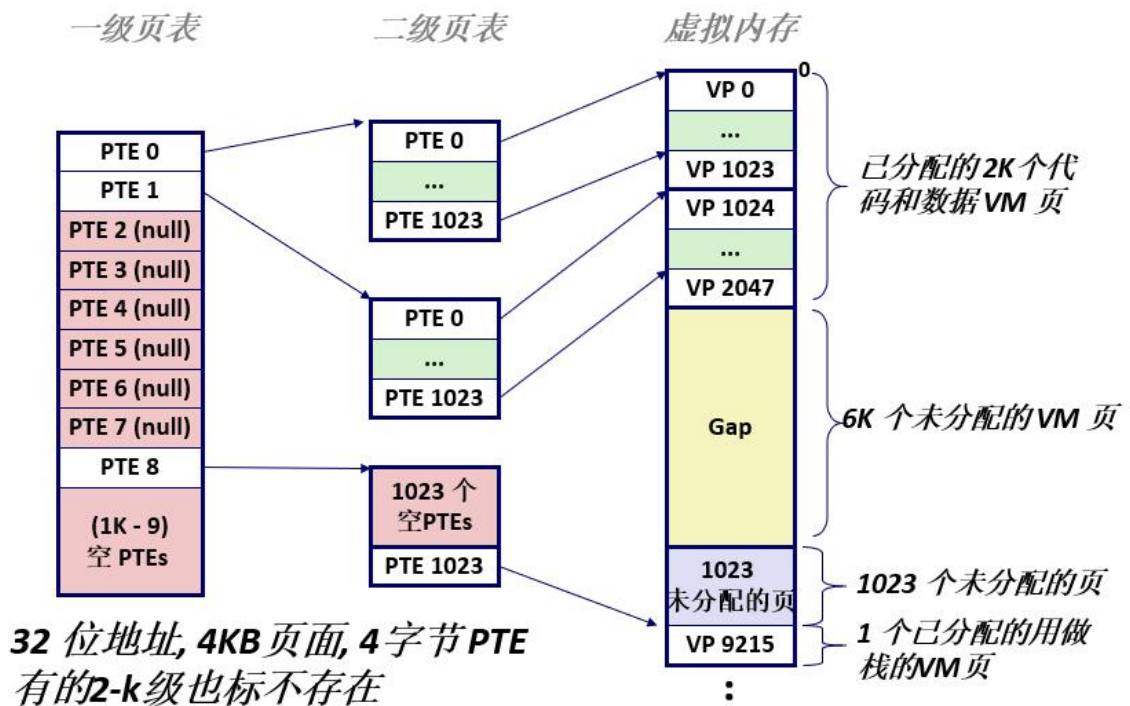 一级页表
二级页表
虚拟内存
PTE 0
PTE 1
PTE 2 (null)
PTE 3 (null)
PTE 4 (null)
PTE 5 (null)
PTE 6 (null)
PTE 7 (null)
PTE 8
(1K - 9)
空 PTEs
PTE 0
...
PTE 1023
PTE 0
...
PTE 1023
1023 个
空PTEs
PTE 1023
0
VP 0
...
VP 1023
VP 1024
...
VP 2047
Gap
1023
未分配的页
VP 9215
:
已分配的2K个代
码和数据VM 页
6K 个未分配的VM 页
1023 个未分配的页
1 个已分配的用做
栈的VM页
32 位地址, 4KB页面, 4字节PTE
有的2-k级也标不存在